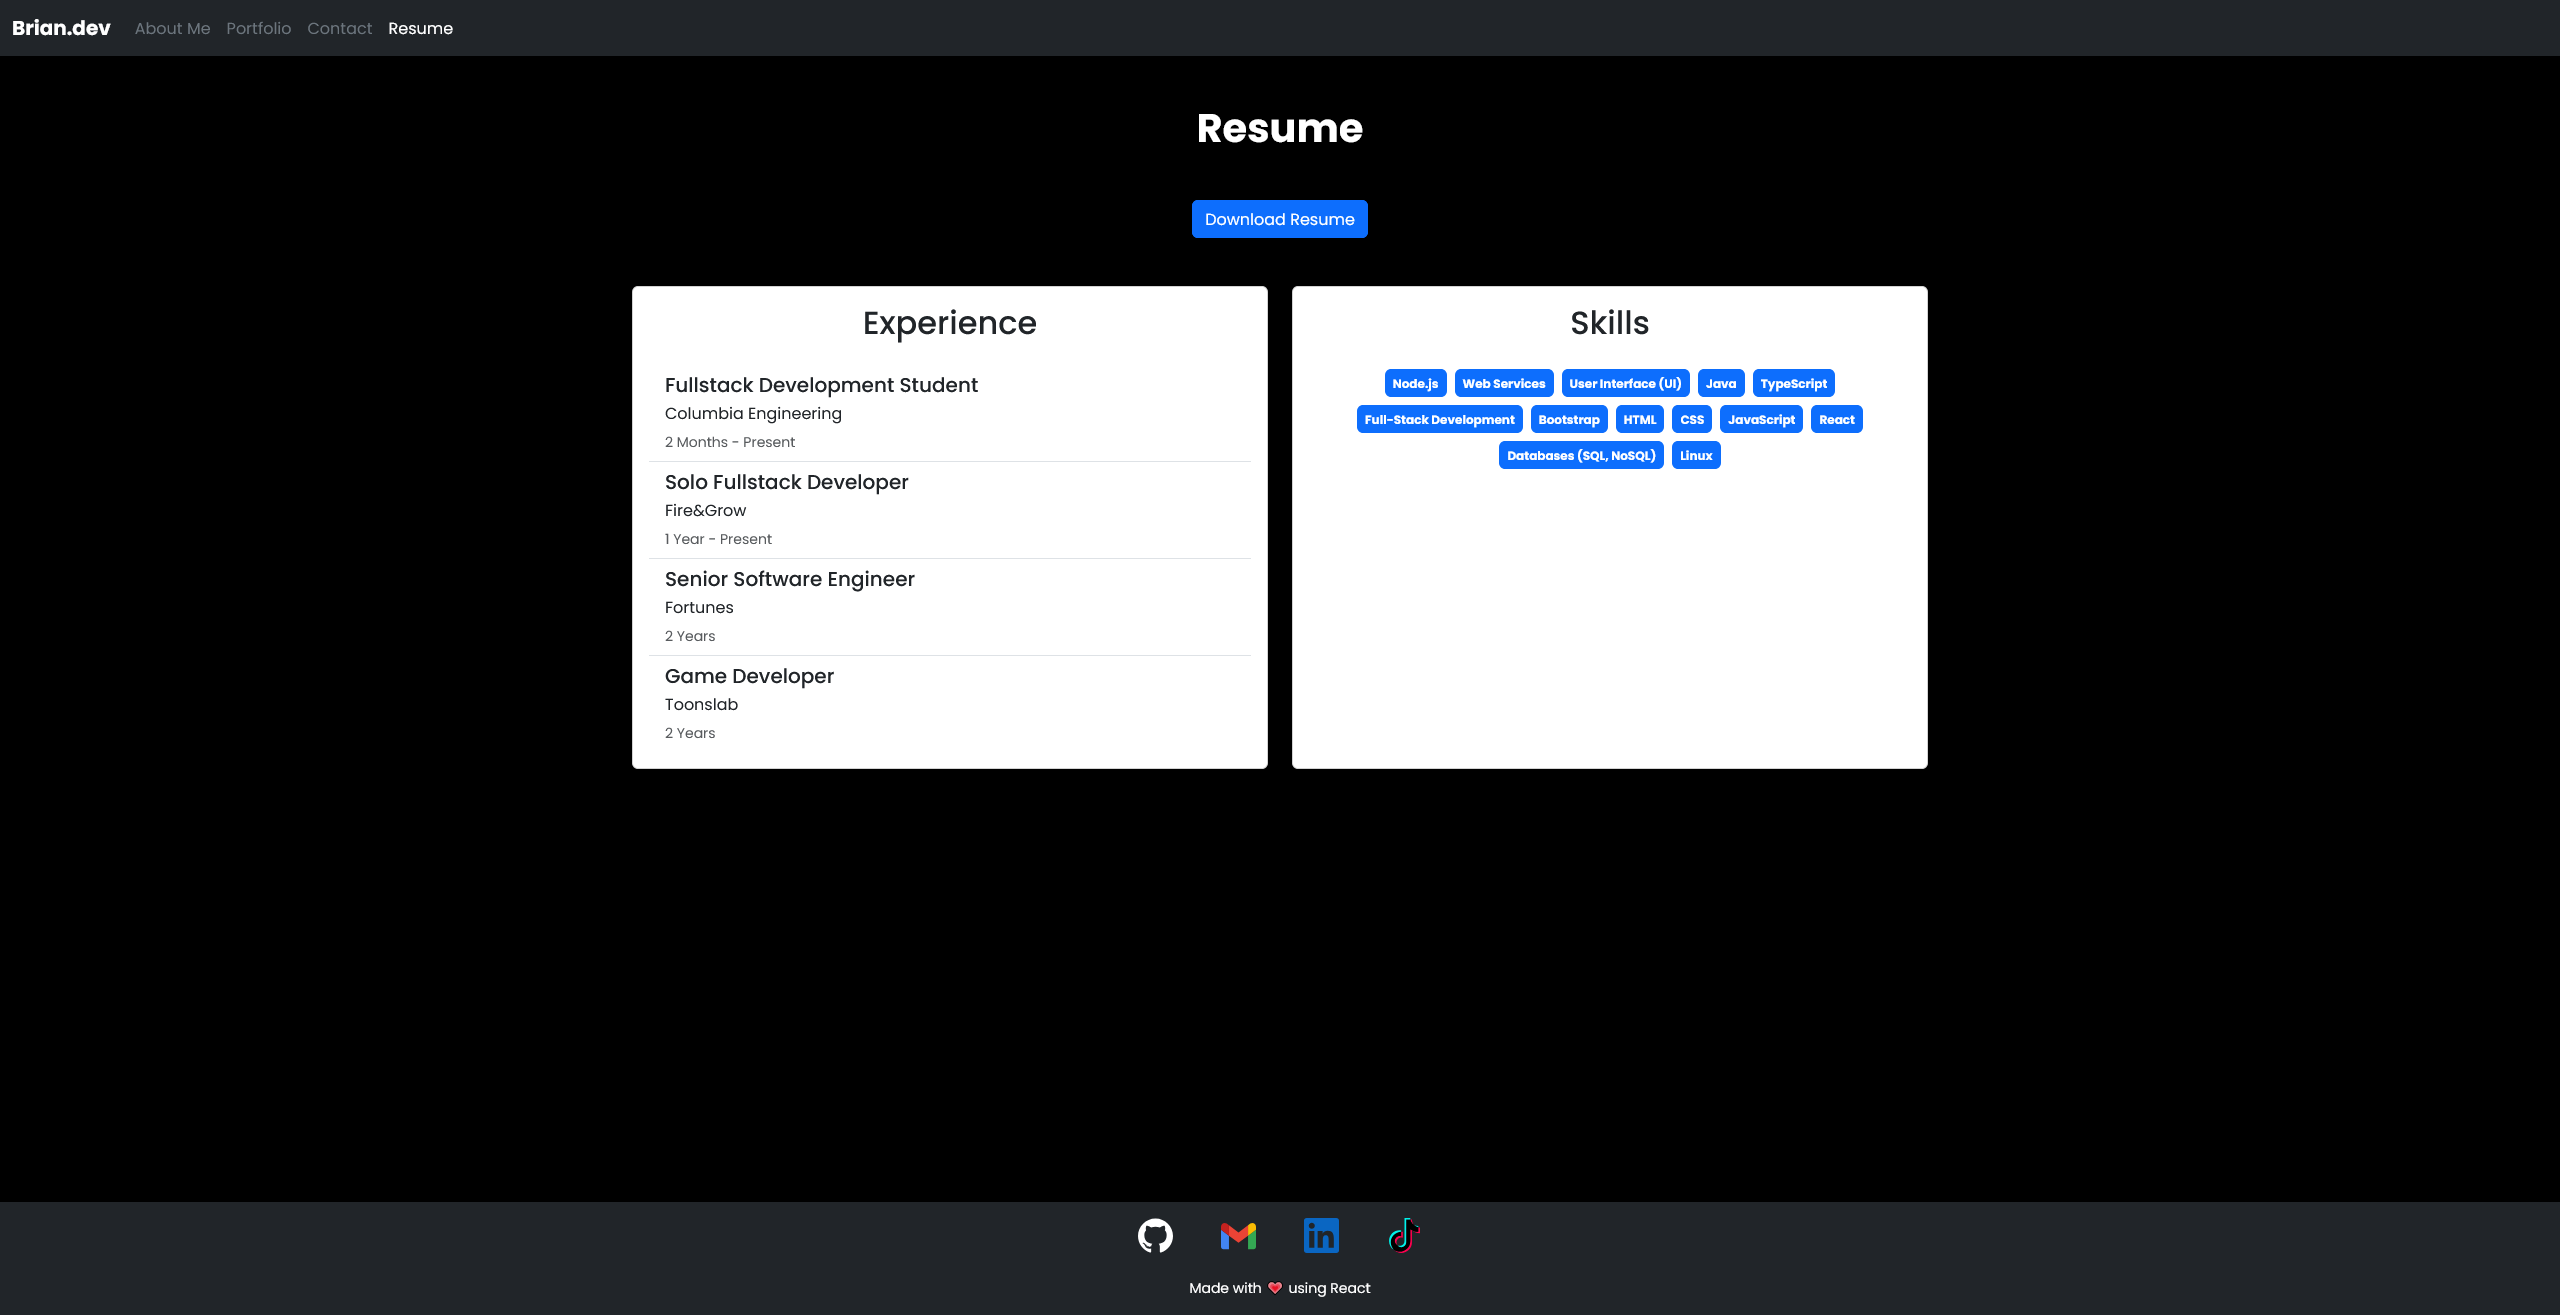 Brian.dev About Me Portfolio Contact Resume
Resume
Download Resume
Experience
Fullstack Development Student
Columbia Engineering
2 Months - Present
Solo Fullstack Developer
Fire&Grow
1 Year - Present
Senior Software Engineer
Fortunes
2 Years
Game Developer
Toonslab
2 Years
Skills
Node.js Web Services User Interface (UI) Java TypeScript
Full-Stack Development Bootstrap HTML CSS JavaScript React
Databases (SQL, NoSQL) Linux
in
Made with ❤️ using React